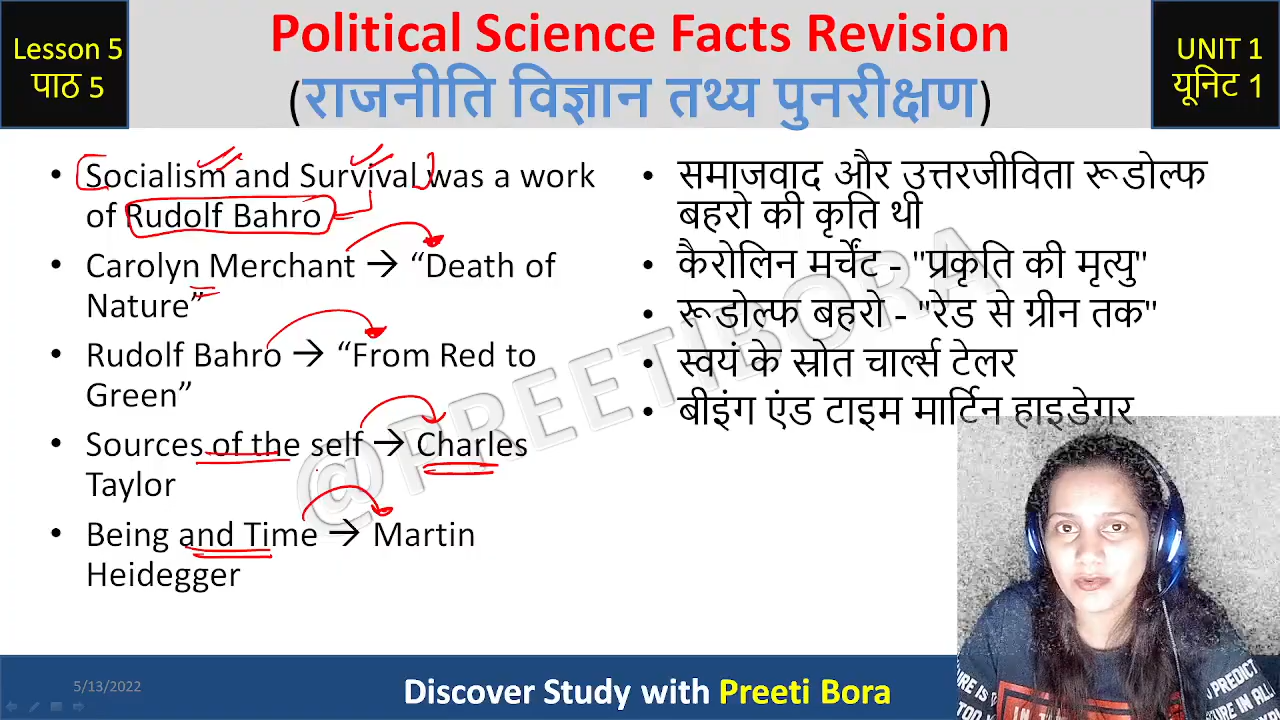 Lesson 5
पाठ 5
Political Science Facts Revision
(राजनीति विज्ञान तथ्य पुनरीक्षण)
UNIT 1
यूनिट 1
• Socialism and Survival was a work
of Rudolf Bahro
• Carolyn Merchant → “Death of
Nature”
• Rudolf Bahro → “From Red to
Green”
• Sources of the self → Charles
Taylor
• Being and Time → Martin
Heidegger
• समाजवाद और उत्तरजीविता रूडोल्फ
बहरो की कृति थी
• कैरोलिन मर्चेंट - "प्रकृति की मृत्यु"
• रूडोल्फ बहरो - "रेड से ग्रीन तक"
• स्वयं के स्रोत चार्ल्स टेलर
• बीइंग एंड टाइम मार्टिन हाइडेगर
@PREETIBORA
5/13/2022
Discover Study with Preeti Bora